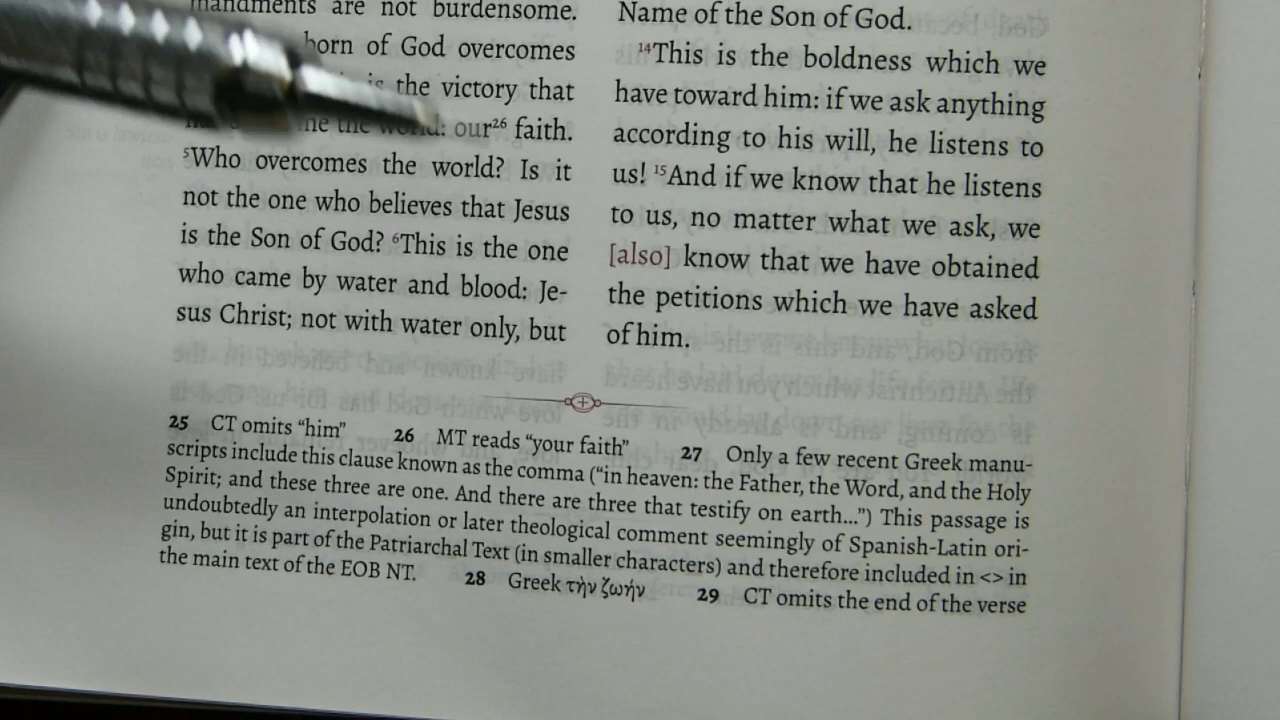 mandments are not burdensome.
born of God overcomes
is the victory that
the world: our²⁶ faith.
⁵Who overcomes the world? Is it
not the one who believes that Jesus
is the Son of God? ⁶This is the one
who came by water and blood: Je-
sus Christ; not with water only, but
Name of the Son of God.
¹⁴This is the boldness which we
have toward him: if we ask anything
according to his will, he listens to
us! ¹⁵And if we know that he listens
to us, no matter what we ask, we
[also] know that we have obtained
the petitions which we have asked
of him.
25 CT omits “him” 26 MT reads “your faith” 27 Only a few recent Greek manu-
scripts include this clause known as the comma (“in heaven: the Father, the Word, and the Holy
Spirit; and these three are one. And there are three that testify on earth...”) This passage is
undoubtedly an interpolation or later theological comment seemingly of Spanish-Latin ori-
gin, but it is part of the Patriarchal Text (in smaller characters) and therefore included in <> in
the main text of the EOB NT. 28 Greek τὴν ζωήν 29 CT omits the end of the verse